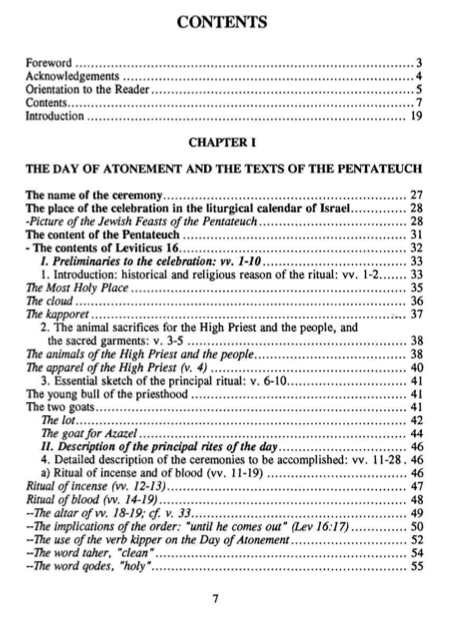 CONTENTS
Foreword ........ 3
Acknowledgements ........ 4
Orientation to the Reader ........ 5
Contents ........ 7
Introduction ........ 19
CHAPTER I
THE DAY OF ATONEMENT AND THE TEXTS OF THE PENTATEUCH
The name of the ceremony ........ 27
The place of the celebration in the liturgical calendar of Israel ........ 28
-Picture of the Jewish Feasts of the Pentateuch ........ 28
The content of the Pentateuch ........ 31
- The contents of Leviticus 16 ........ 32
I. Preliminaries to the celebration: vv. 1-10 ........ 33
1. Introduction: historical and religious reason of the ritual: vv. 1-2 ........ 33
The Most Holy Place ........ 35
The cloud ........ 36
The kapporet ........ 37
2. The animal sacrifices for the High Priest and the people, and
the sacred garments: v. 3-5 ........ 38
The animals of the High Priest and the people ........ 38
The apparel of the High Priest (v. 4) ........ 40
3. Essential sketch of the principal ritual: v. 6-10 ........ 41
The young bull of the priesthood ........ 41
The two goats ........ 41
The lot ........ 42
The goat for Azazel ........ 44
II. Description of the principal rites of the day ........ 46
4. Detailed description of the ceremonies to be accomplished: vv. 11-28 . 46
a) Ritual of incense and of blood (vv. 11-19) ........ 46
Ritual of incense (vv. 12-13) ........ 47
Ritual of blood (vv. 14-19) ........ 48
--The altar of vv. 18-19; cf. v. 33 ........ 49
--The implications of the order: "until he comes out" (Lev 16:17) ........ 50
--The use of the verb kipper on the Day of Atonement ........ 52
--The word taher, "clean" ........ 54
--The word qodes, "holy" ........ 55
7